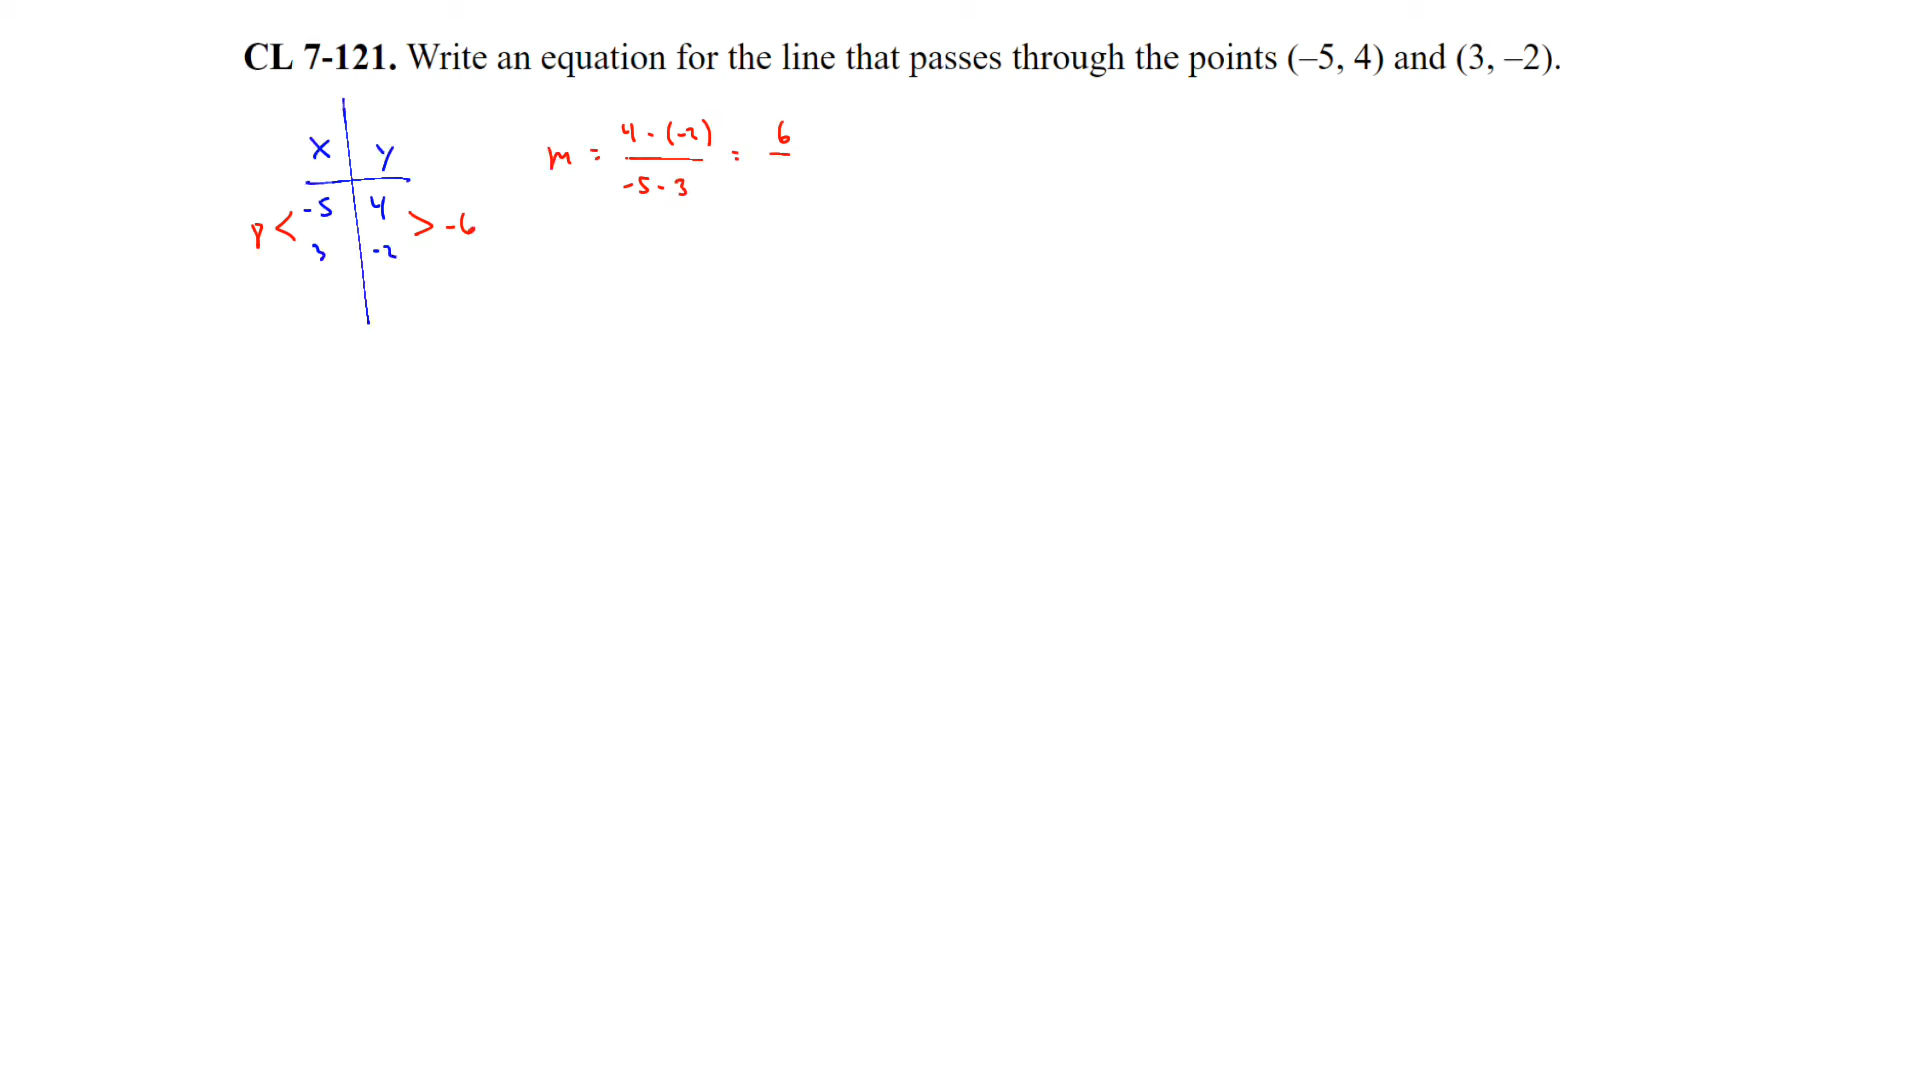 CL 7-121. Write an equation for the line that passes through the points (–5, 4) and (3, –2).
X Y
-5 4
3 -2
8 < > -6
m = 4 - (-2) / -5 - 3 = 6 /